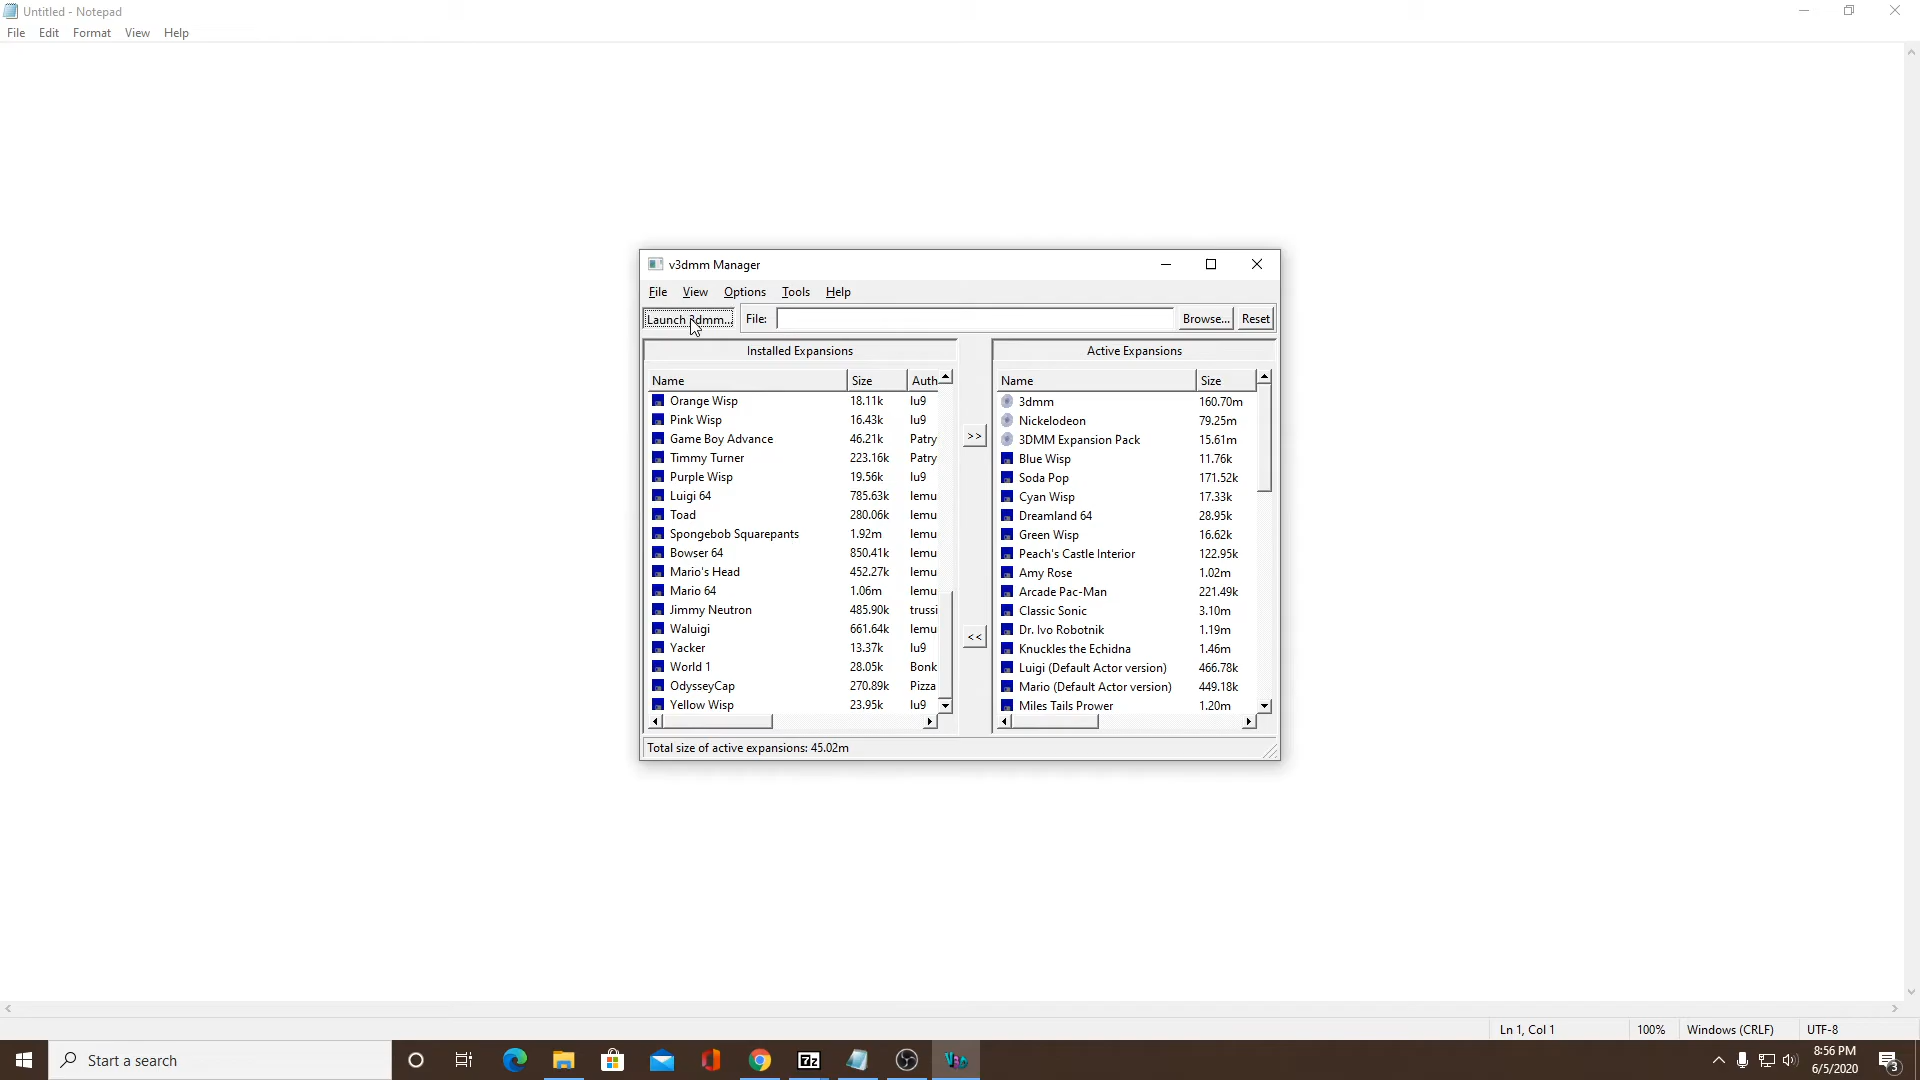 Untitled - Notepad
File Edit Format View Help
v3dmm Manager
File View Options Tools Help
Launch 3dmm... File: Browse... Reset
Installed Expansions
Name Size Auth
Orange Wisp 18.11k lu9
Pink Wisp 16.43k lu9
Game Boy Advance 46.21k Patry
Timmy Turner 223.16k Patry
Purple Wisp 19.56k lu9
Luigi 64 785.63k lemu
Toad 280.06k lemu
Spongebob Squarepants 1.92m lemu
Bowser 64 850.41k lemu
Mario's Head 452.27k lemu
Mario 64 1.06m lemu
Jimmy Neutron 485.90k trussi
Waluigi 661.64k lemu
Yacker 13.37k lu9
World 1 28.05k Bonk
OdysseyCap 270.89k Pizza
Yellow Wisp 23.95k lu9
>>
<<
Active Expansions
Name Size
3dmm 160.70m
Nickelodeon 79.25m
3DMM Expansion Pack 15.61m
Blue Wisp 11.76k
Soda Pop 171.52k
Cyan Wisp 17.33k
Dreamland 64 28.95k
Green Wisp 16.62k
Peach's Castle Interior 122.95k
Amy Rose 1.02m
Arcade Pac-Man 221.49k
Classic Sonic 3.10m
Dr. Ivo Robotnik 1.19m
Knuckles the Echidna 1.46m
Luigi (Default Actor version) 466.78k
Mario (Default Actor version) 449.18k
Miles Tails Prower 1.20m
Total size of active expansions: 45.02m
Ln 1, Col 1 100% Windows (CRLF) UTF-8
Start a search
7z
V3D
8:56 PM
6/5/2020
3